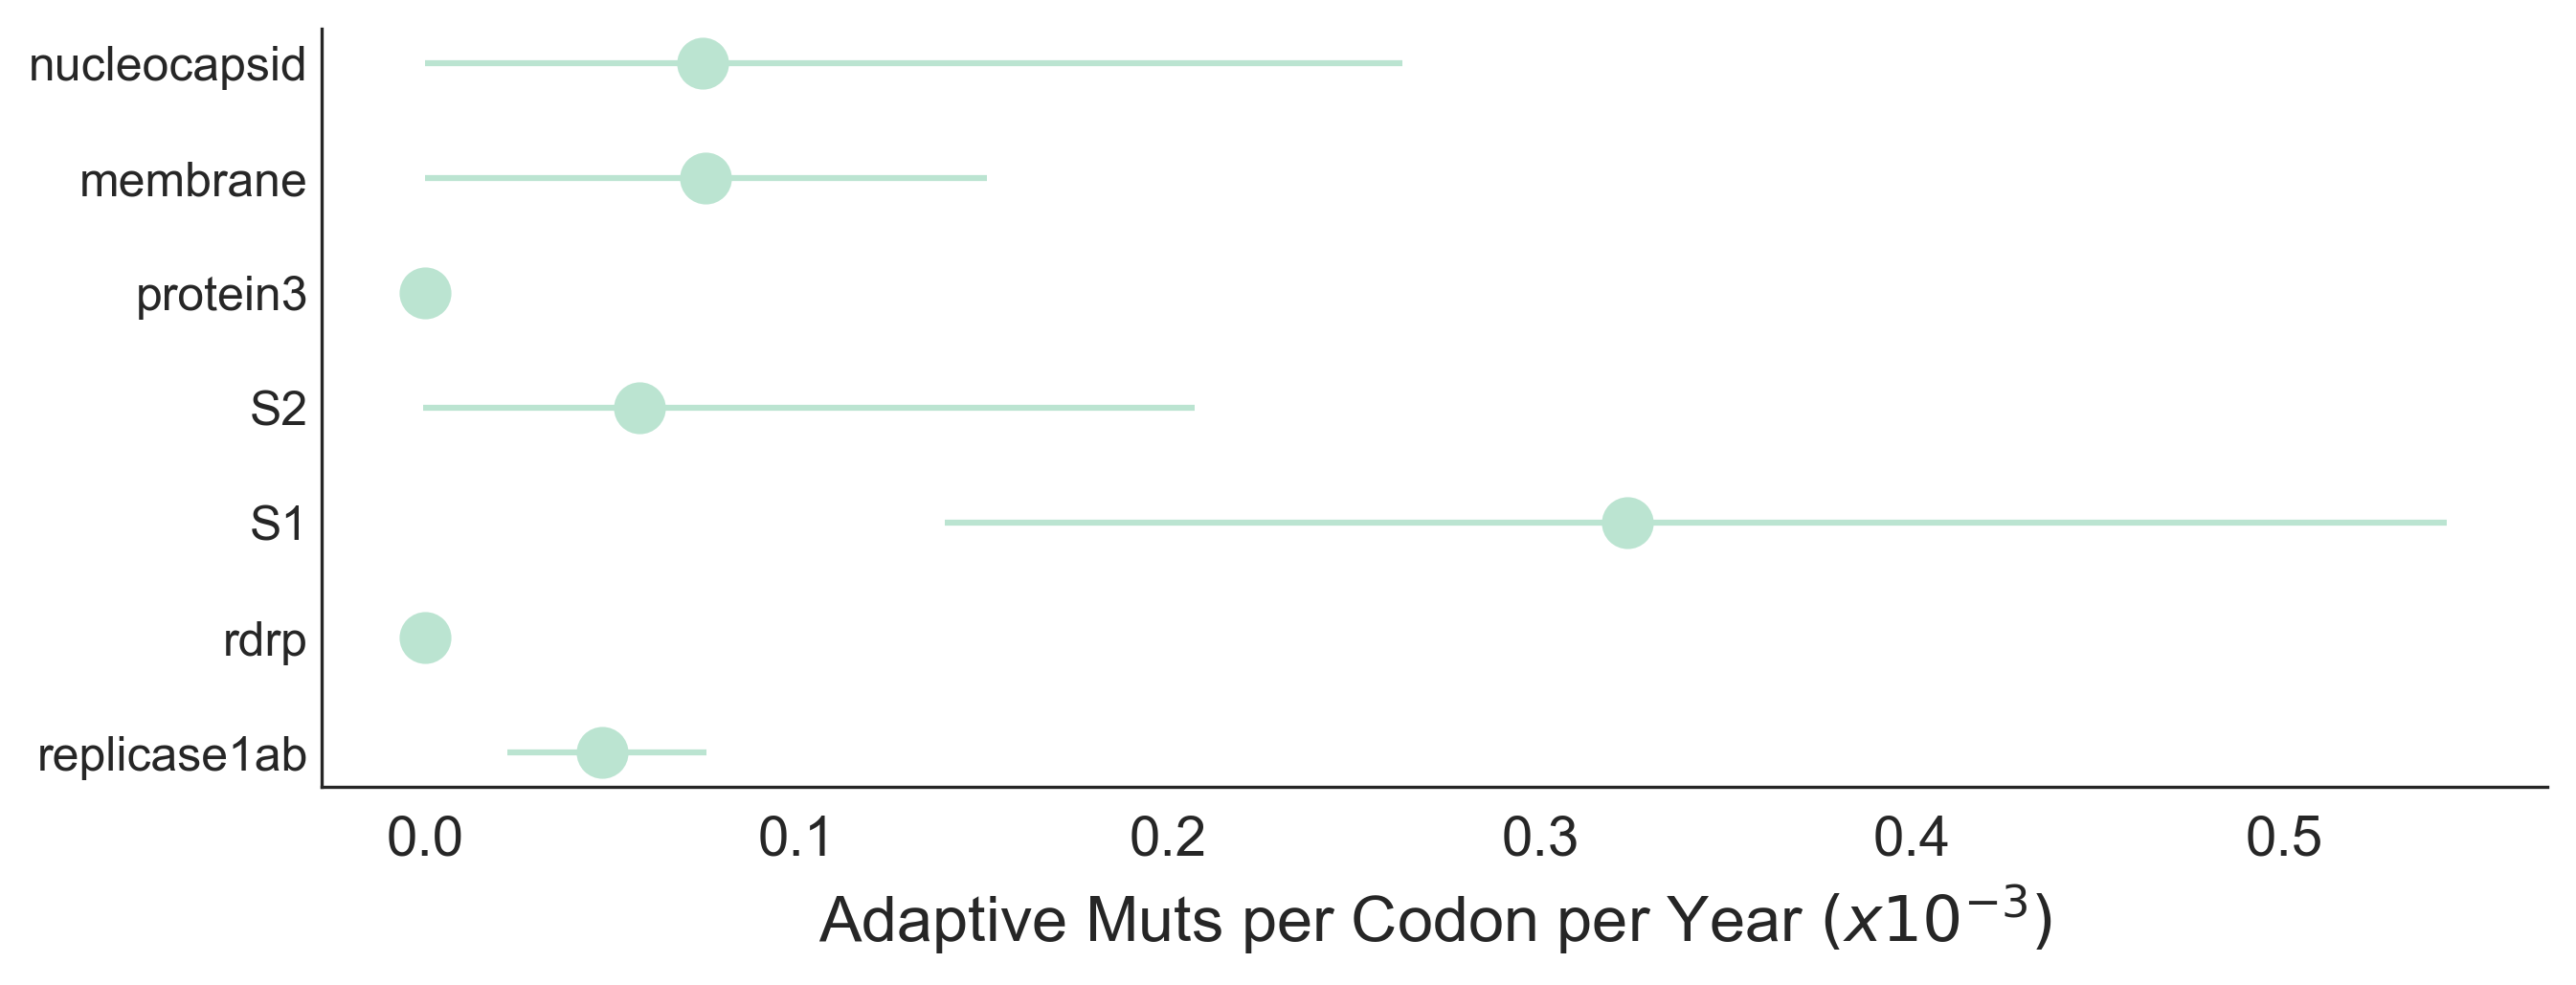 nucleocapsid
membrane
protein3
S2
S1
rdrp
replicase1ab
0.0 0.1 0.2 0.3 0.4 0.5
Adaptive Muts per Codon per Year (x10⁻³)